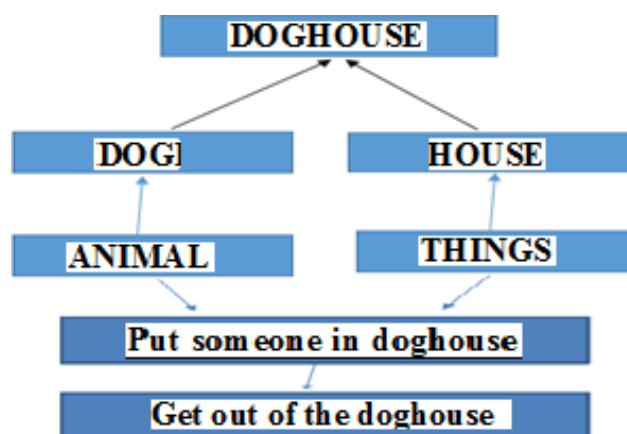 DOGHOUSE
DOG
HOUSE
ANIMAL
THINGS
Put someone in doghouse
Get out of the doghouse